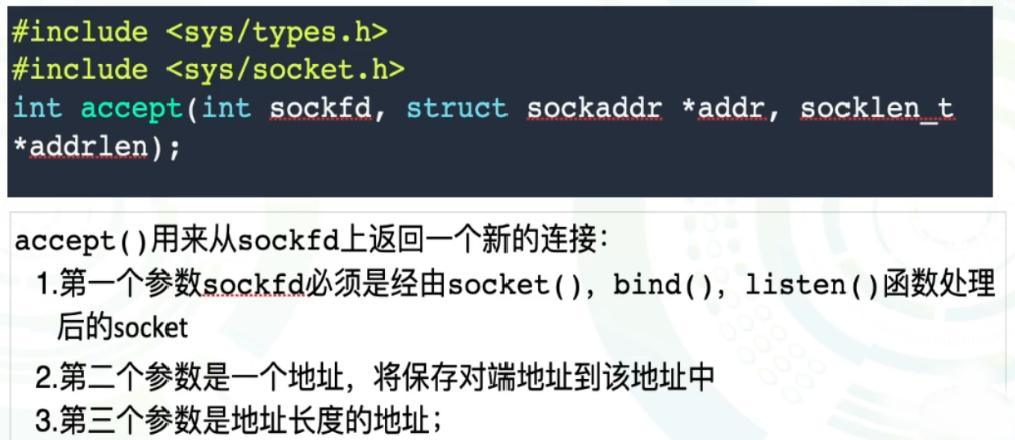 #include <sys/types.h>
#include <sys/socket.h>
int accept(int sockfd, struct sockaddr *addr, socklen_t
*addrlen);
accept()用来从sockfd上返回一个新的连接：
1.第一个参数sockfd必须是经由socket()，bind()，listen()函数处理
后的socket
2.第二个参数是一个地址，将保存对端地址到该地址中
3.第三个参数是地址长度的地址；